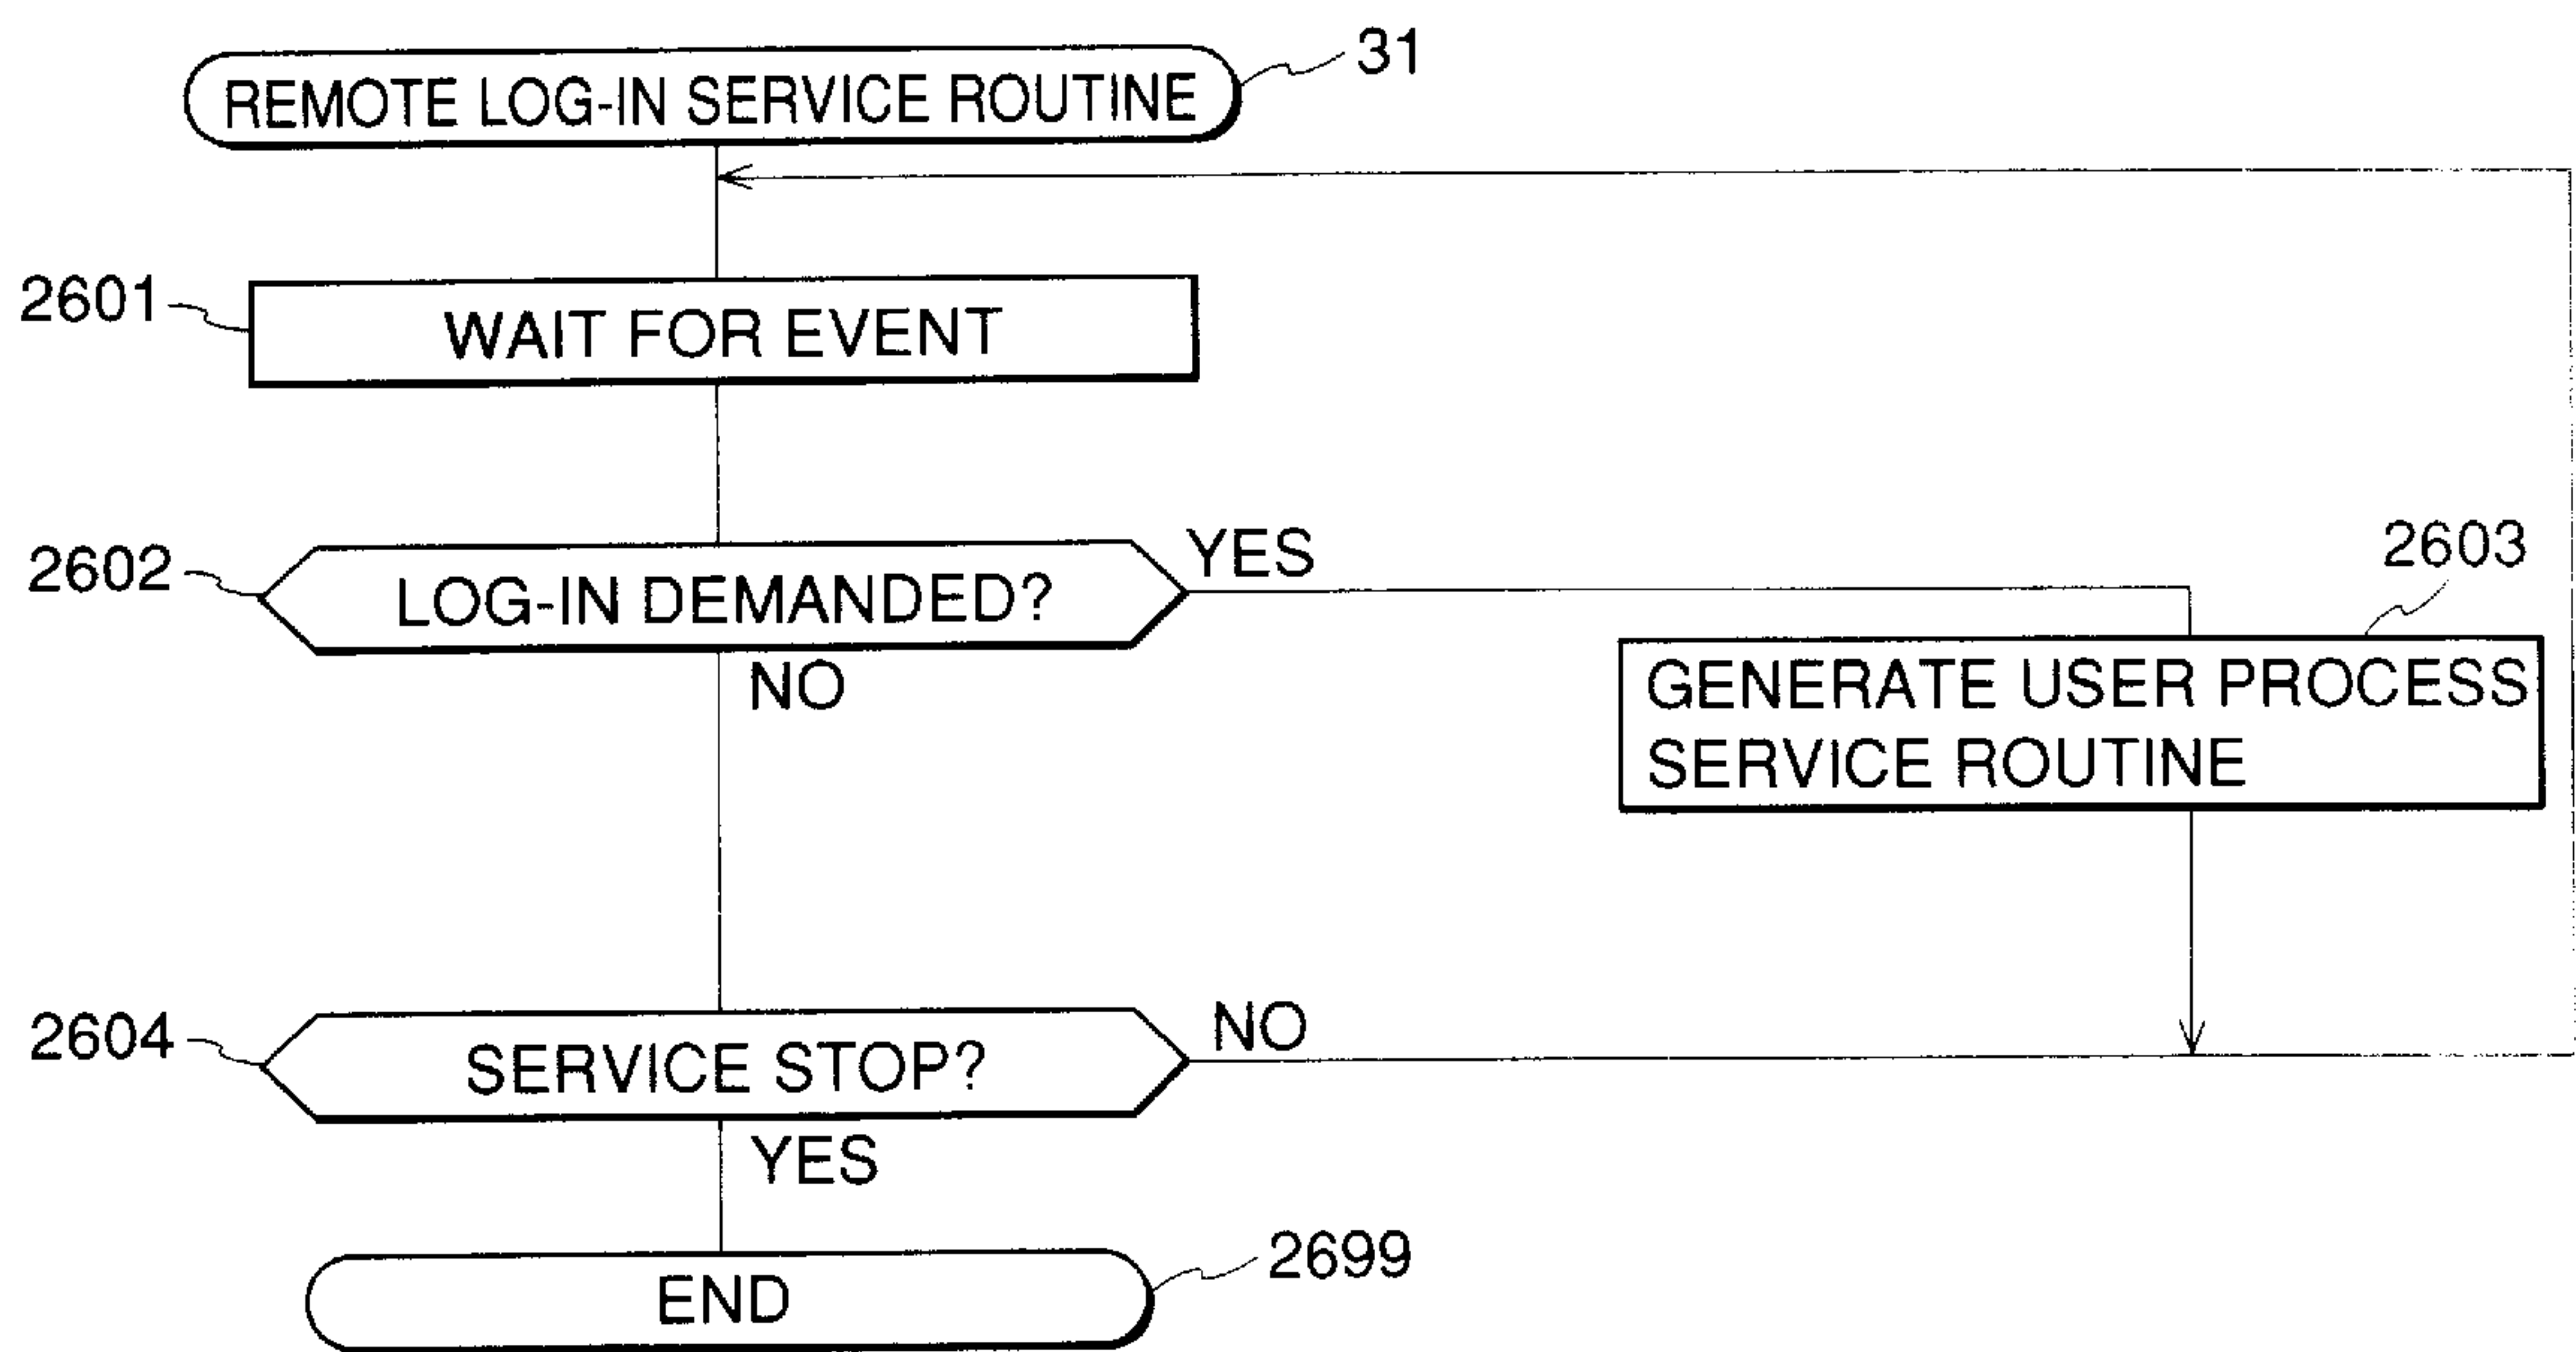 REMOTE LOG-IN SERVICE ROUTINE
31
2601
WAIT FOR EVENT
2602
LOG-IN DEMANDED?
YES
NO
2603
GENERATE USER PROCESS
SERVICE ROUTINE
2604
SERVICE STOP?
NO
YES
END
2699